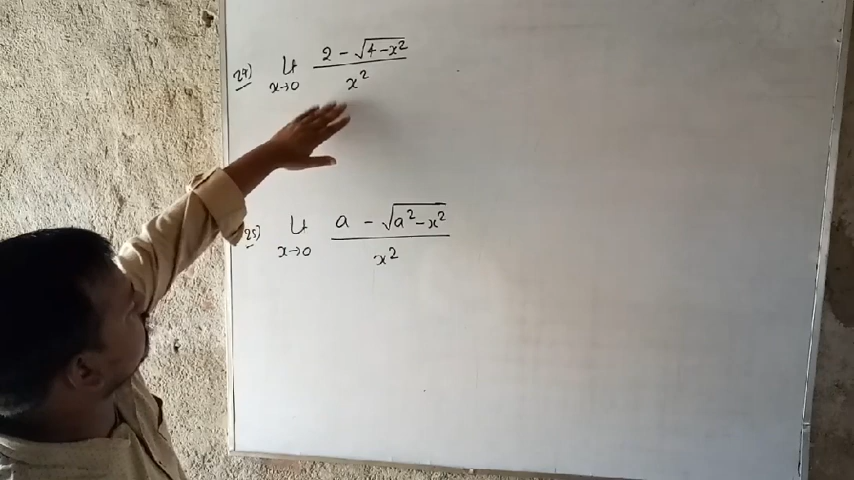 24) Lt x→0 2 - √4-x² / x²
25) Lt x→0 a - √a²-x² / x²